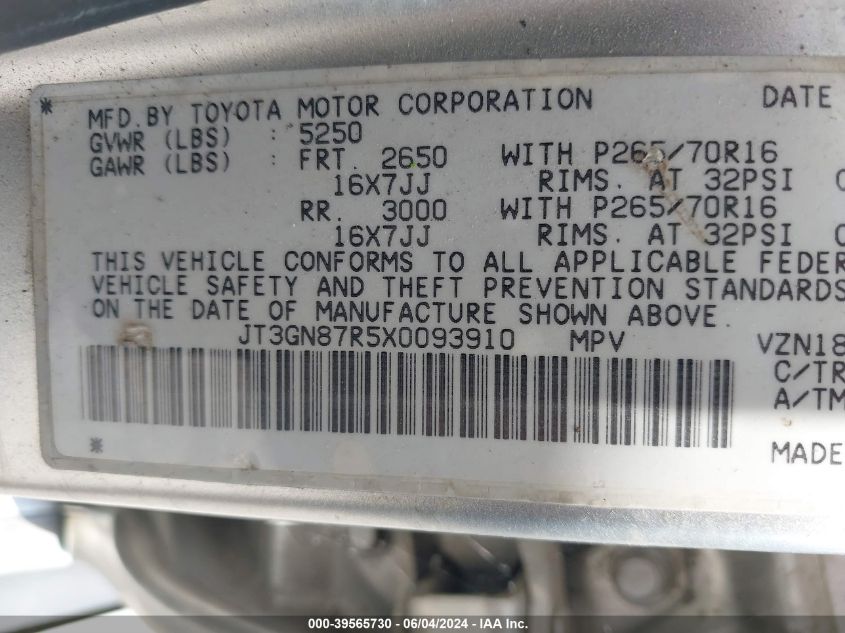 * MFD.BY TOYOTA MOTOR CORPORATION DATE
GVWR (LBS) : 5250
GAWR (LBS) : FRT. 2650 WITH P265/70R16
16X7JJ RIMS. AT 32PSI
RR. 3000 WITH P265/70R16
16X7JJ RIMS. AT 32PSI
THIS VEHICLE CONFORMS TO ALL APPLICABLE FEDER
VEHICLE SAFETY AND THEFT PREVENTION STANDARDS
ON THE DATE OF MANUFACTURE SHOWN ABOVE.
JT3GN87R5X0093910 MPV VZN18
C/TR
A/TM
* MADE
000-39565730 - 06/04/2024 - IAA Inc.